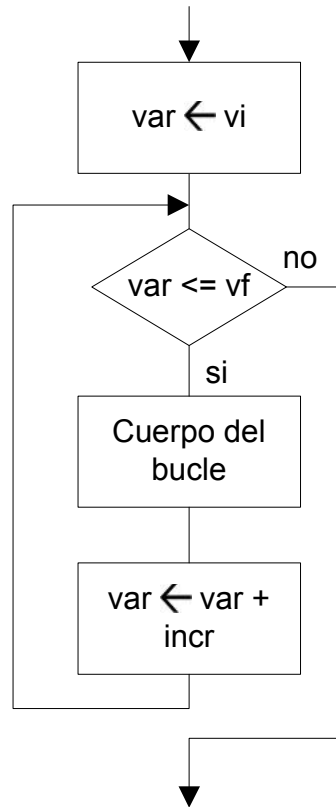 var ← vi
var <= vf
no
si
Cuerpo del
bucle
var ← var +
incr